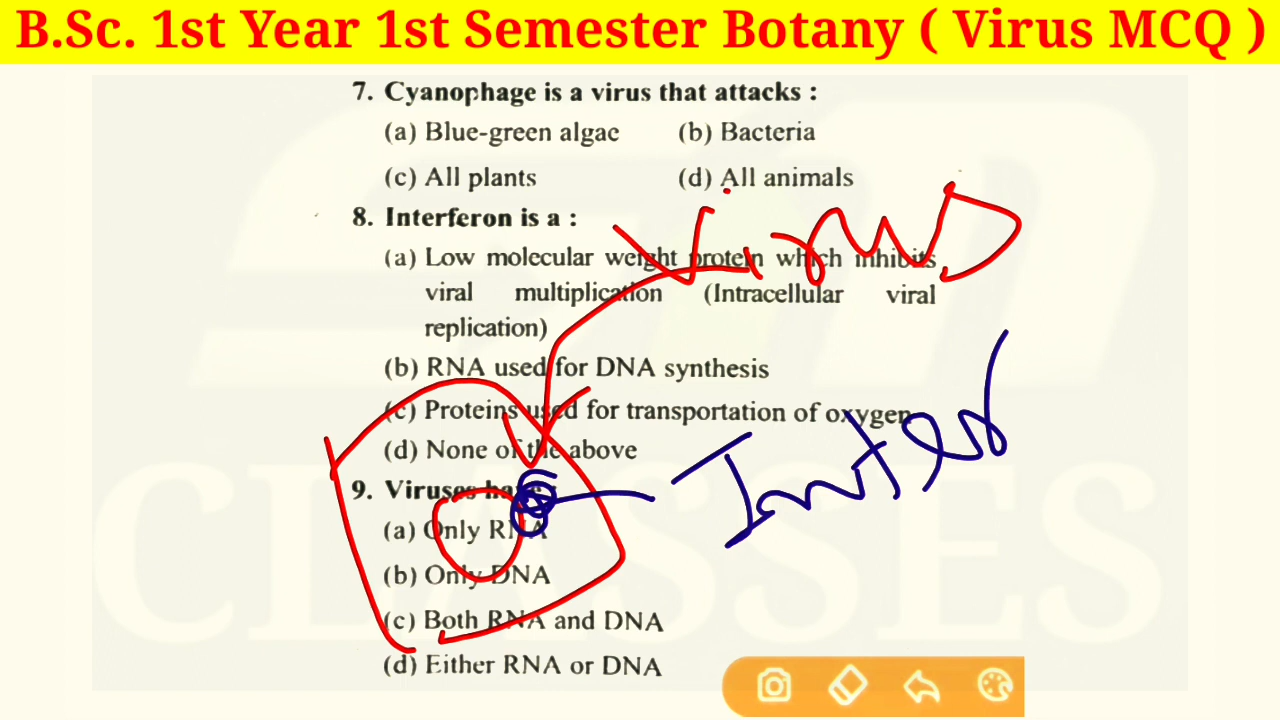 B.Sc. 1st Year 1st Semester Botany ( Virus MCQ )
7. Cyanophage is a virus that attacks :
(a) Blue-green algae (b) Bacteria
(c) All plants (d) All animals
8. Interferon is a :
(a) Low molecular weight protein which inhibits
viral multiplication (Intracellular viral
replication)
(b) RNA used for DNA synthesis
(c) Proteins used for transportation of oxygen
(d) None of the above
9. Viruses have :
(a) Only RNA
(b) Only DNA
(c) Both RNA and DNA
(d) Either RNA or DNA
Virus
Inter
CLASSES